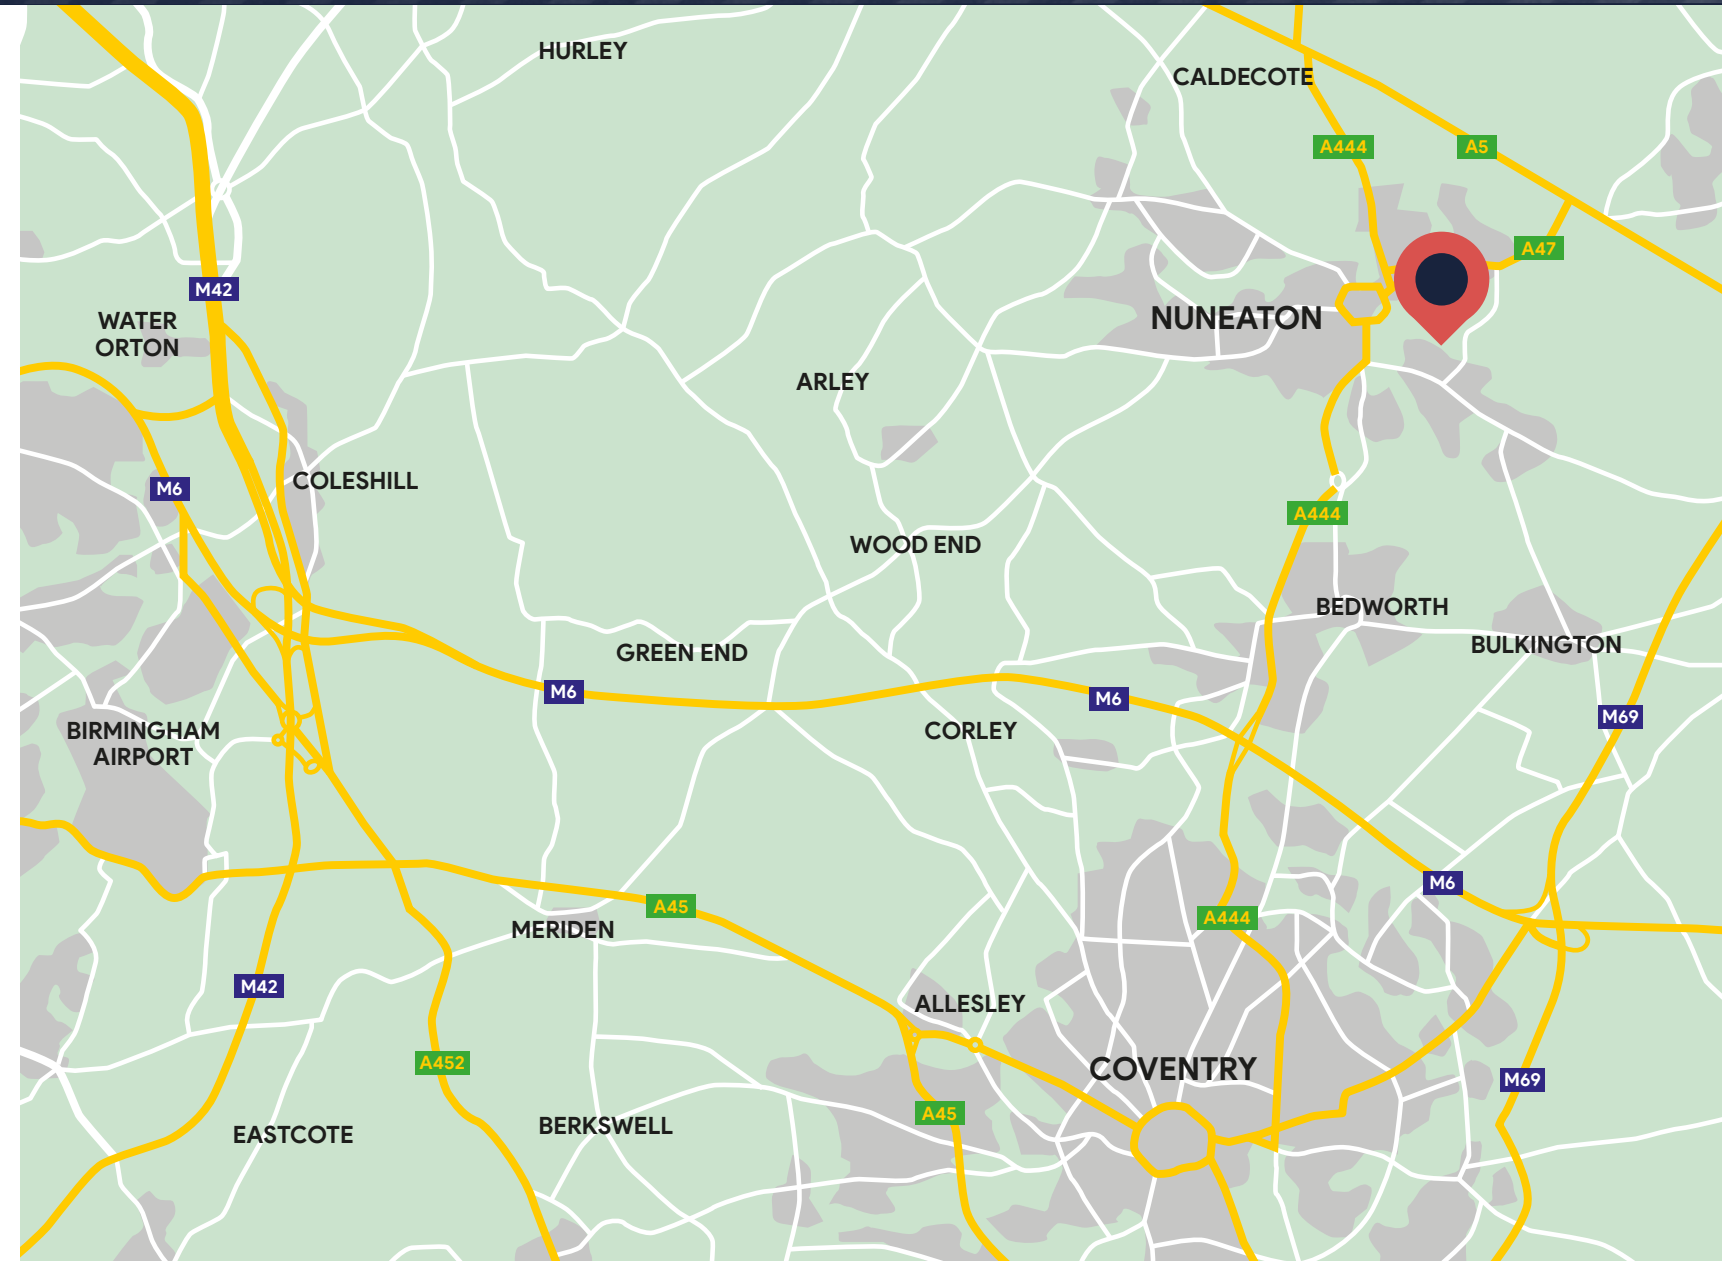 HURLEY
CALDECOTE
A444
A5
A47
M42
WATER
ORTON
NUNEATON
ARLEY
COLESHILL
M6
A444
WOOD END
BEDWORTH
BULKINGTON
GREEN END
M6
M6
M69
BIRMINGHAM
AIRPORT
CORLEY
M6
A45
A444
MERIDEN
M42
ALLESLEY
A452
COVENTRY
M69
A45
BERKSWELL
EASTCOTE